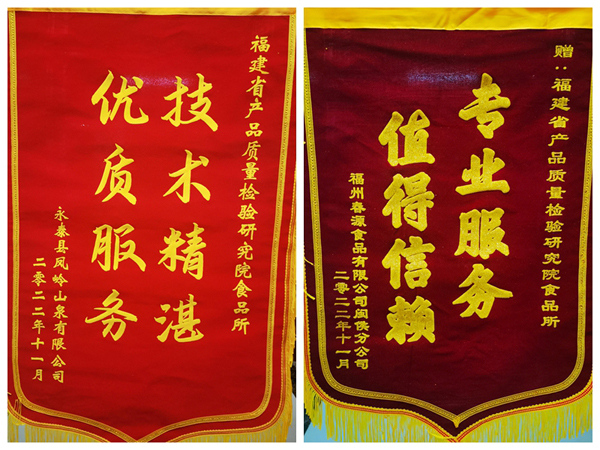 福建省产品质量检验研究院食品所
技术精湛
优质服务
永泰县凤岭山泉有限公司
二零二二年十一月
赠：福建省产品质量检验研究院食品所
专业服务
值得信赖
福州春源食品有限公司闽侯分公司
二零二二年十一月